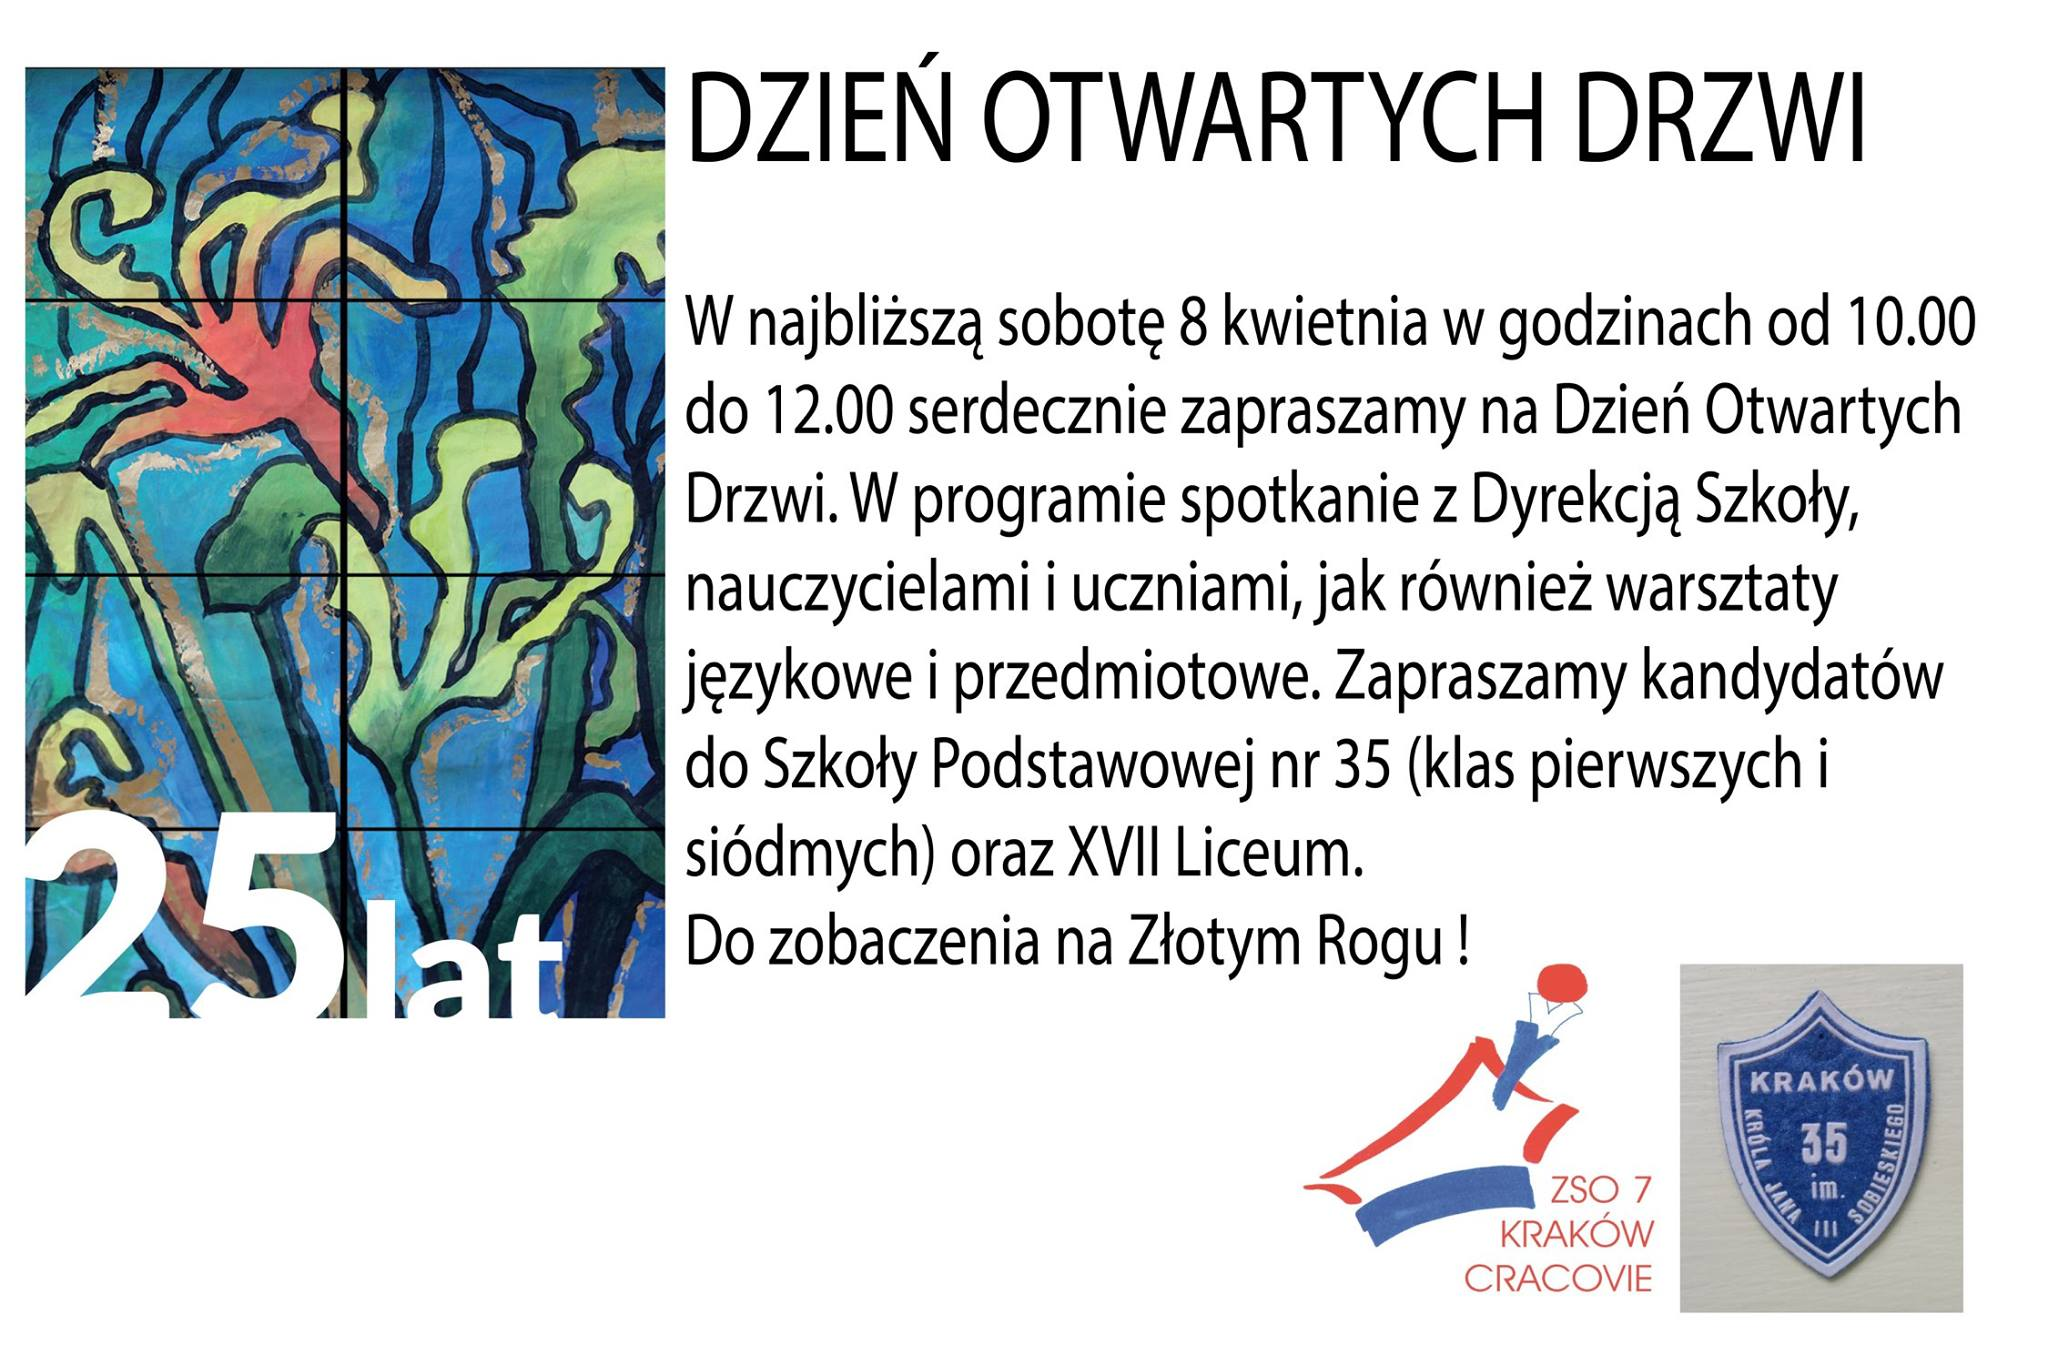 DZIEŃ OTWARTYCH DRZWI
W najbliższą sobotę 8 kwietnia w godzinach od 10.00
do 12.00 serdecznie zapraszamy na Dzień Otwartych
Drzwi. W programie spotkanie z Dyrekcją Szkoły,
nauczycielami i uczniami, jak również warsztaty
językowe i przedmiotowe. Zapraszamy kandydatów
do Szkoły Podstawowej nr 35 (klas pierwszych i
siódmych) oraz XVII Liceum.
Do zobaczenia na Złotym Rogu !
25 lat
ZSO 7
KRAKÓW
CRACOVIE
KRAKÓW
35
im.
KRÓLA JANA III SOBIESKIEGO